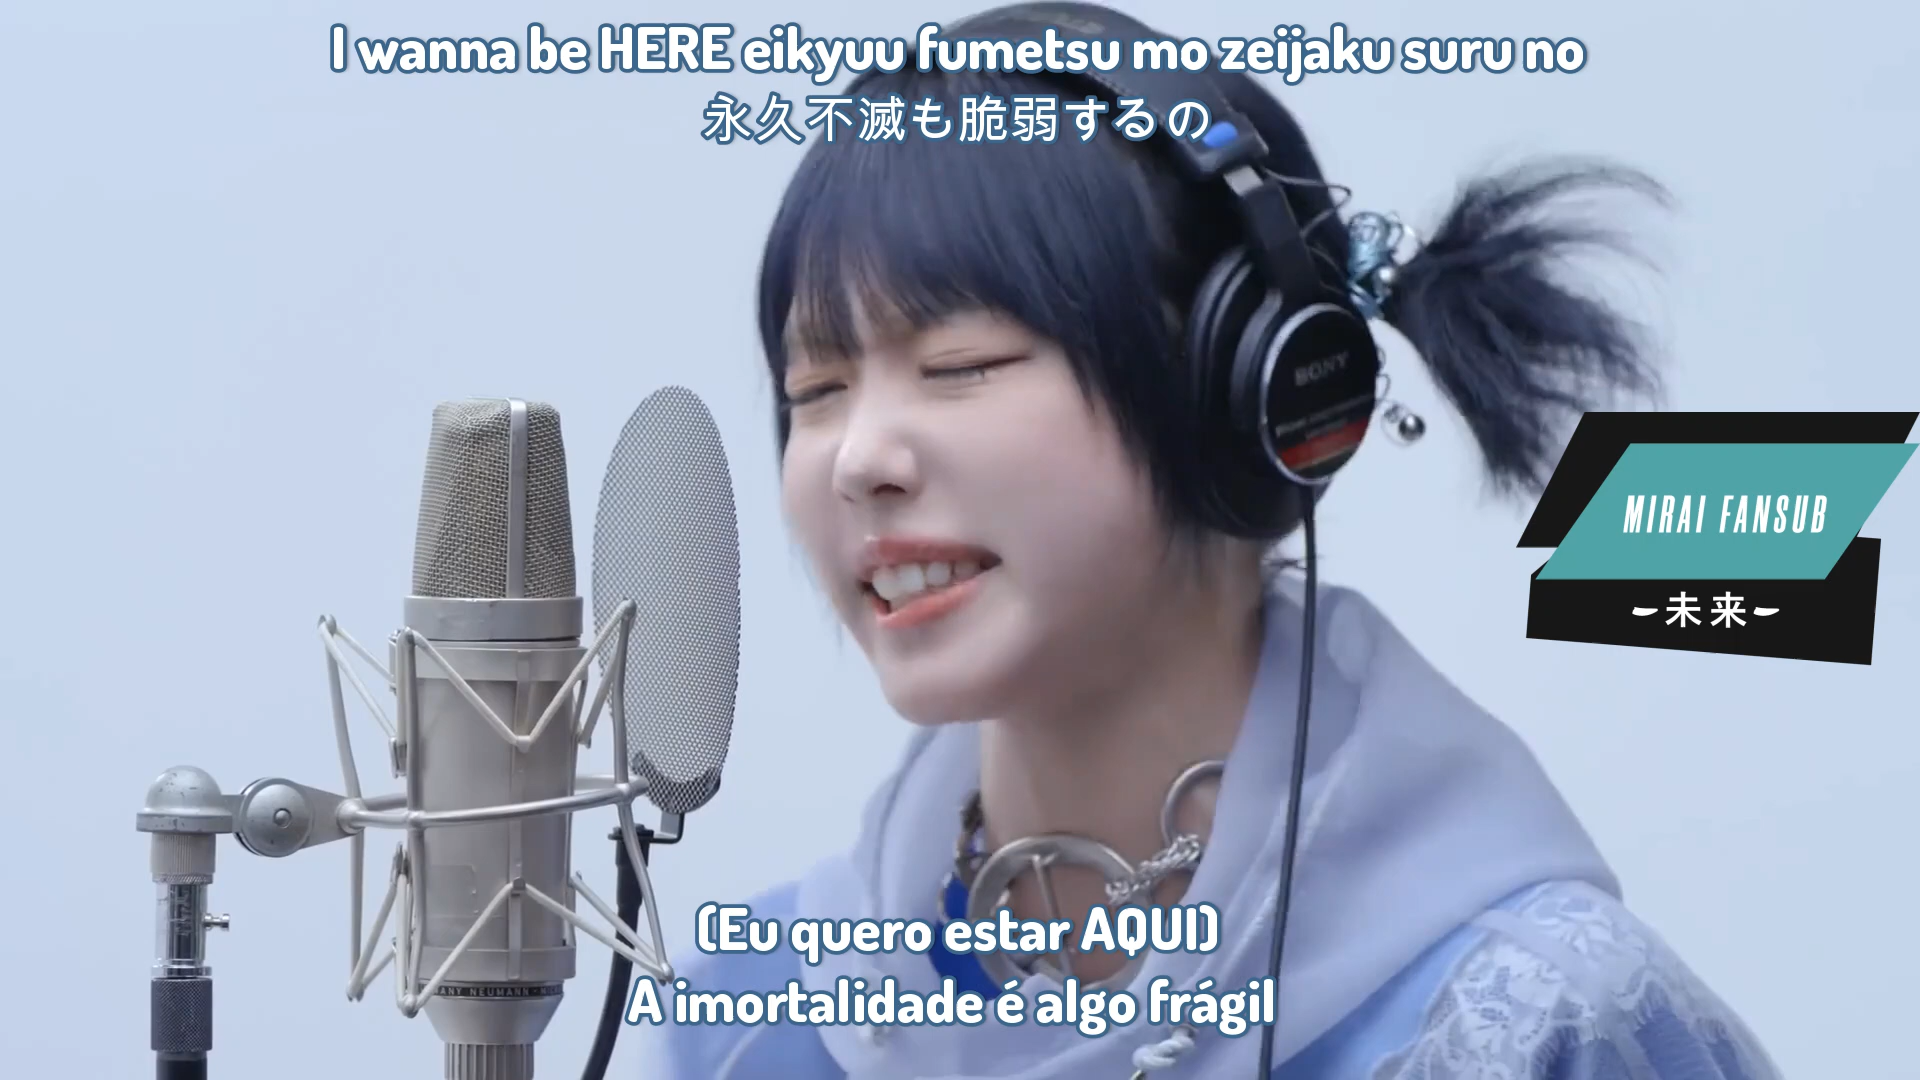 I wanna be HERE eikyuu fumetsu mo zeijaku suru no
永久不滅も脆弱するの
SONY
MIRAI FANSUB
~未来~
NEUMANN
(Eu quero estar AQUI)
A imortalidade é algo frágil